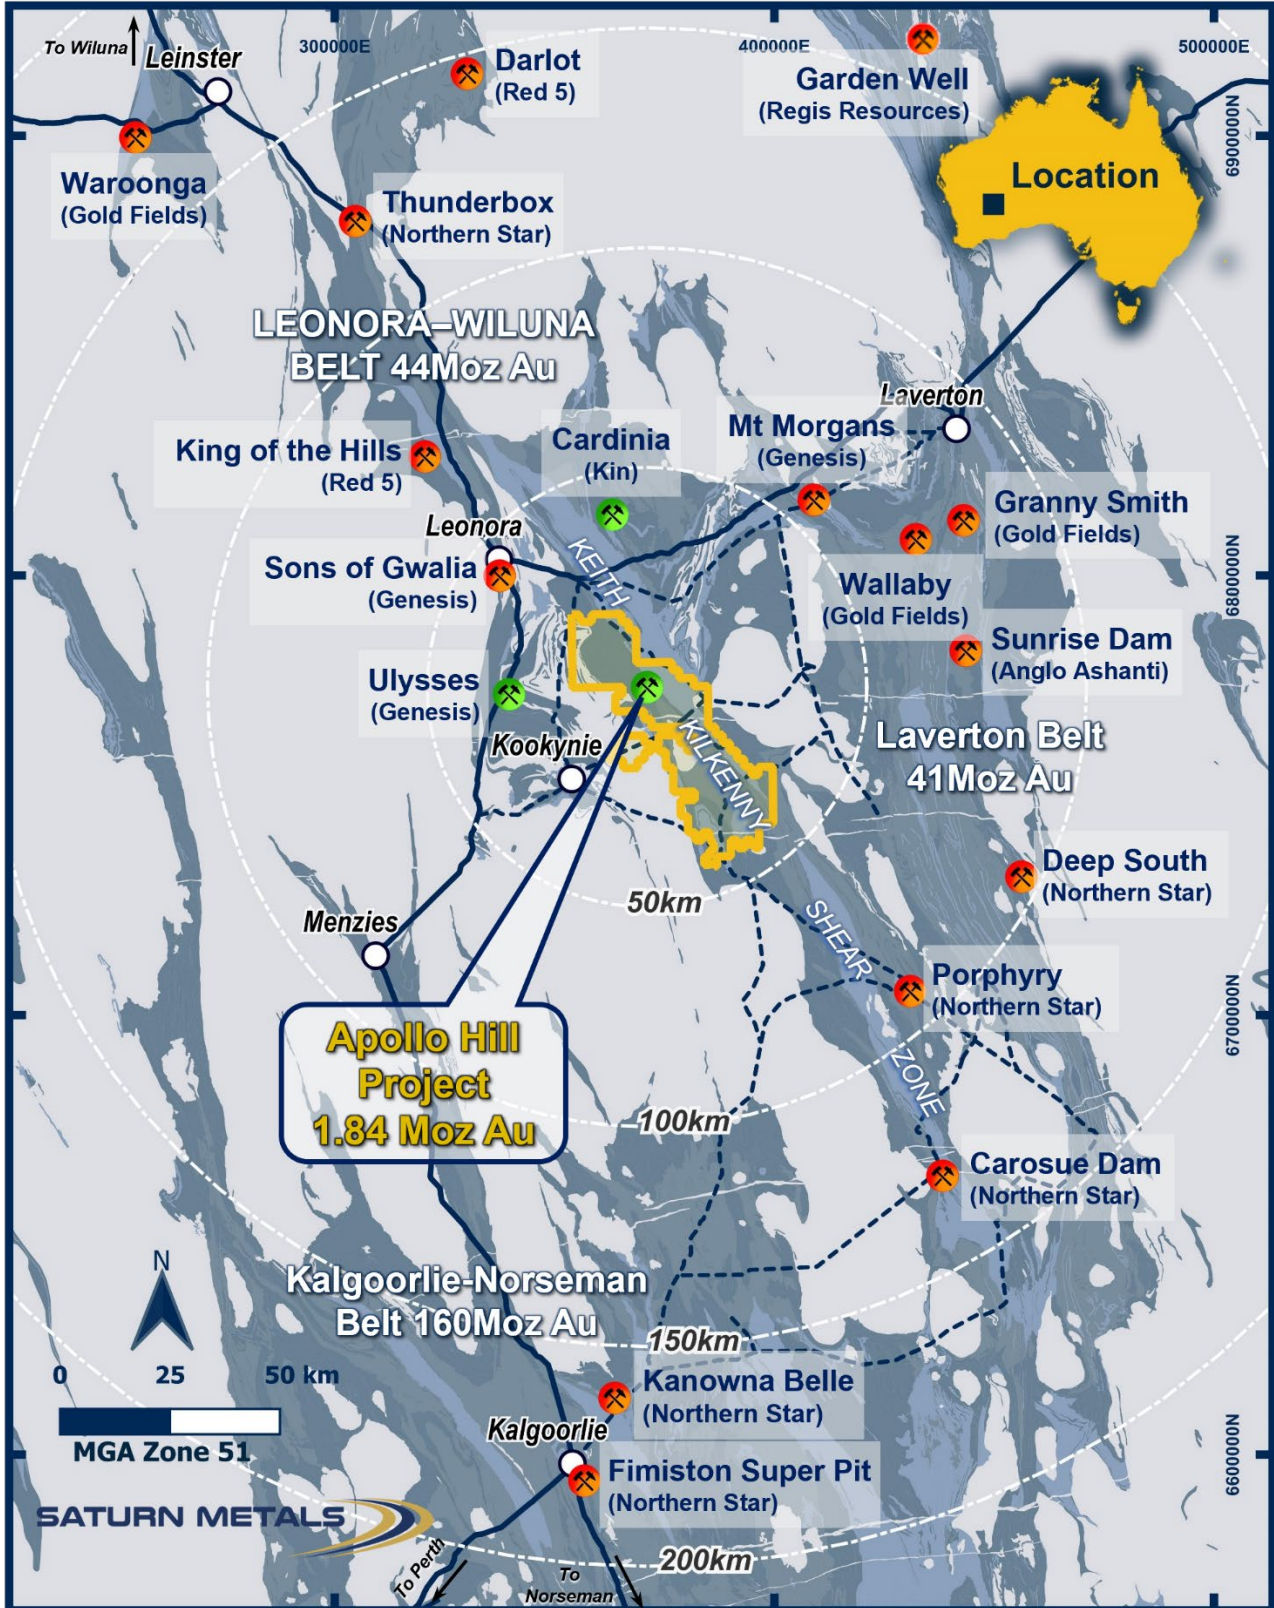 To Wiluna
Leinster
300000E
400000E
500000E
Darlot
(Red 5)
Garden Well
(Regis Resources)
6900000N
Waroonga
(Gold Fields)
Location
Thunderbox
(Northern Star)
LEONORA–WILUNA
BELT 44Moz Au
Laverton
King of the Hills
(Red 5)
Cardinia
(Kin)
Mt Morgans
(Genesis)
Granny Smith
(Gold Fields)
Leonora
KEITH
Sons of Gwalia
(Genesis)
Wallaby
(Gold Fields)
6800000N
Sunrise Dam
(Anglo Ashanti)
Ulysses
(Genesis)
KILKENNY
Kookynie
Laverton Belt
41Moz Au
Deep South
(Northern Star)
50km
Menzies
SHEAR
Porphyry
(Northern Star)
6700000N
Apollo Hill
Project
1.84 Moz Au
ZONE
100km
Carosue Dam
(Northern Star)
N
Kalgoorlie-Norseman
Belt 160Moz Au
150km
0 25 50 km
MGA Zone 51
Kanowna Belle
(Northern Star)
Kalgoorlie
6600000N
Fimiston Super Pit
(Northern Star)
SATURN METALS
200km
To Perth
To
Norseman